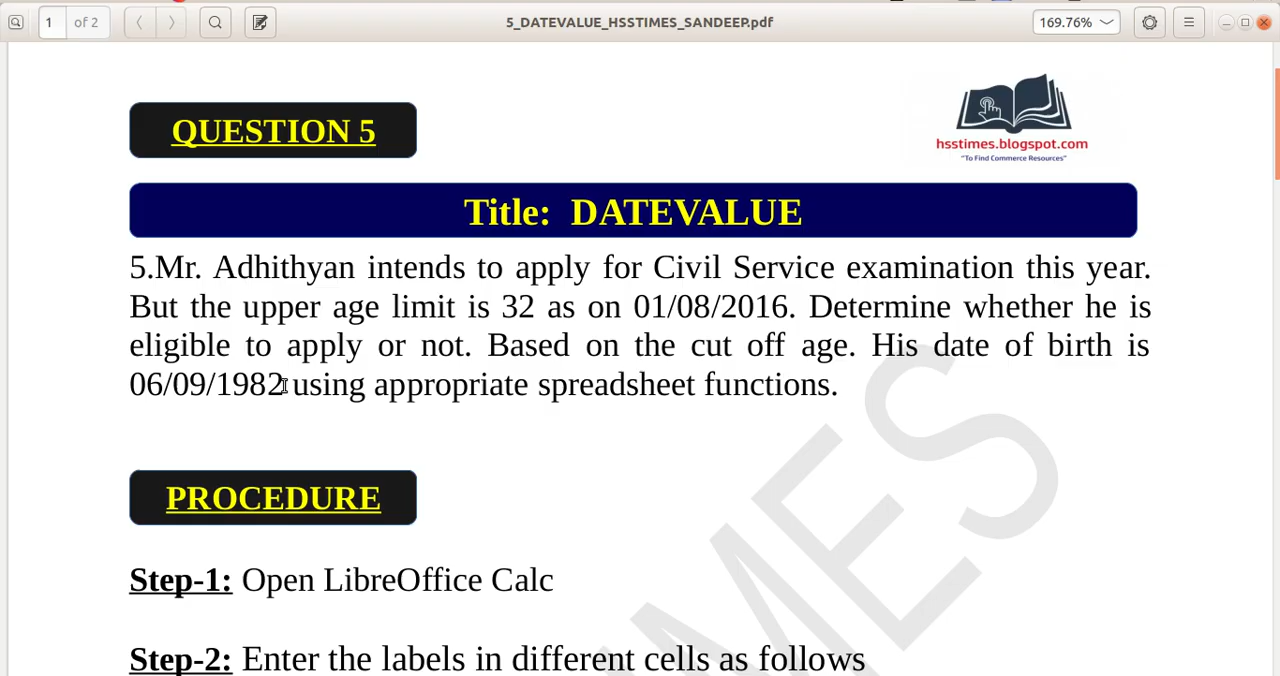 1 of 2
5_DATEVALUE_HSSTIMES_SANDEEP.pdf
169.76%
QUESTION 5
hsstimes.blogspot.com
"To Find Commerce Resources"
Title: DATEVALUE
5.Mr. Adhithyan intends to apply for Civil Service examination this year.
But the upper age limit is 32 as on 01/08/2016. Determine whether he is
eligible to apply or not. Based on the cut off age. His date of birth is
06/09/1982 using appropriate spreadsheet functions.
PROCEDURE
Step-1: Open LibreOffice Calc
Step-2: Enter the labels in different cells as follows
MES